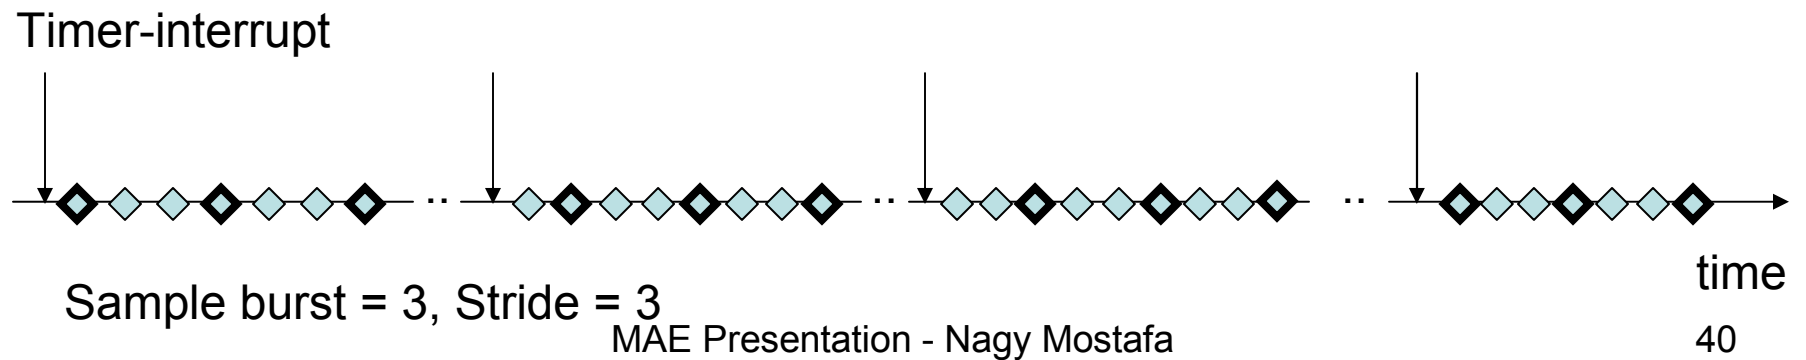 Timer-interrupt
.. .. ..
time
Sample burst = 3, Stride = 3
MAE Presentation - Nagy Mostafa
40